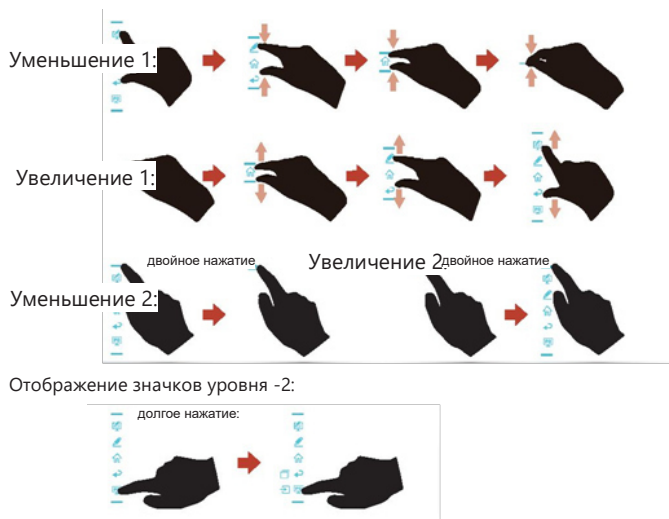 Уменьшение 1:
Увеличение 1:
двойное нажатие
Увеличение 2:
двойное нажатие
Уменьшение 2:
Отображение значков уровня -2:
долгое нажатие: